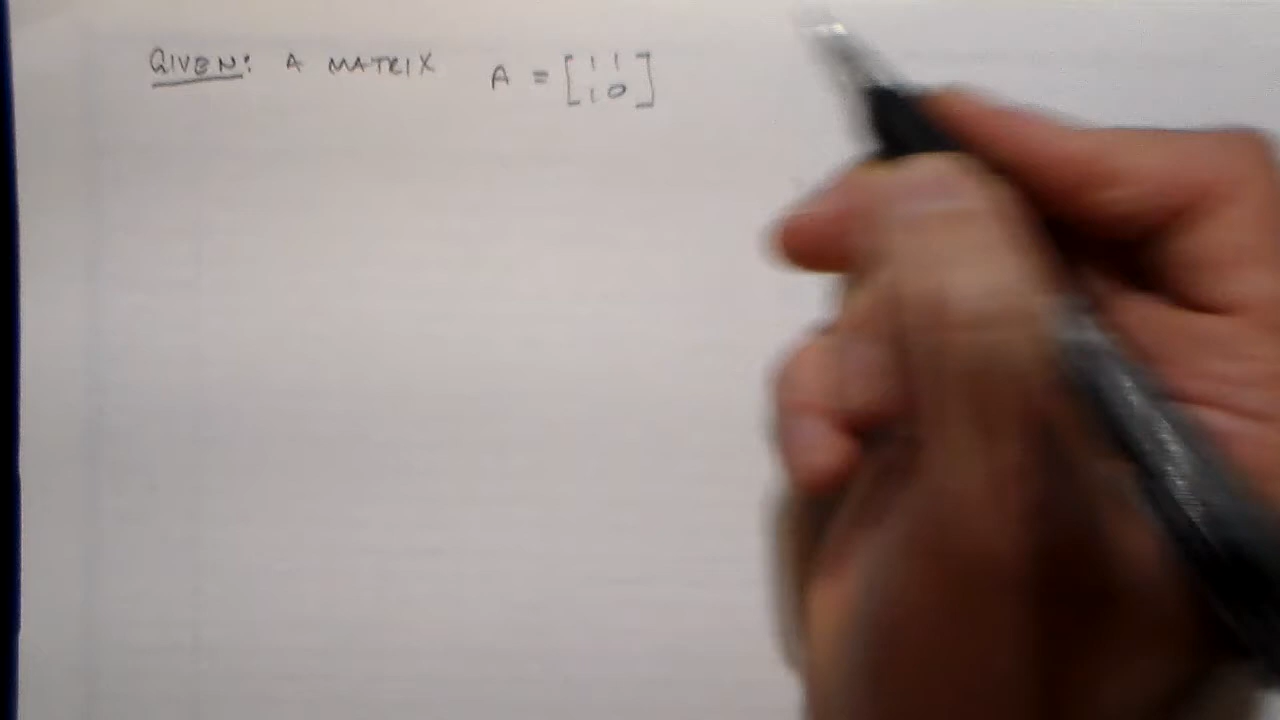 GIVEN: A MATRIX A = [1 1
1 0]